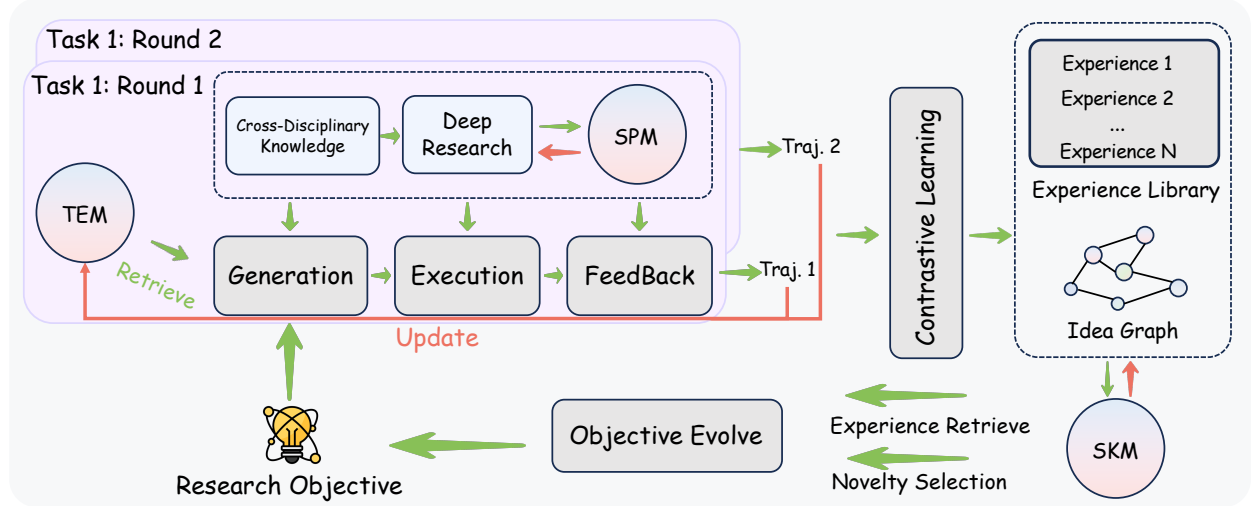 Task 1: Round 2
Task 1: Round 1
Cross-Disciplinary
Knowledge
Deep
Research
SPM
TEM
Retrieve
Generation
Execution
FeedBack
Traj. 2
Traj. 1
Update
Contrastive Learning
Experience 1
Experience 2
...
Experience N
Experience Library
Idea Graph
Research Objective
Objective Evolve
Experience Retrieve
Novelty Selection
SKM